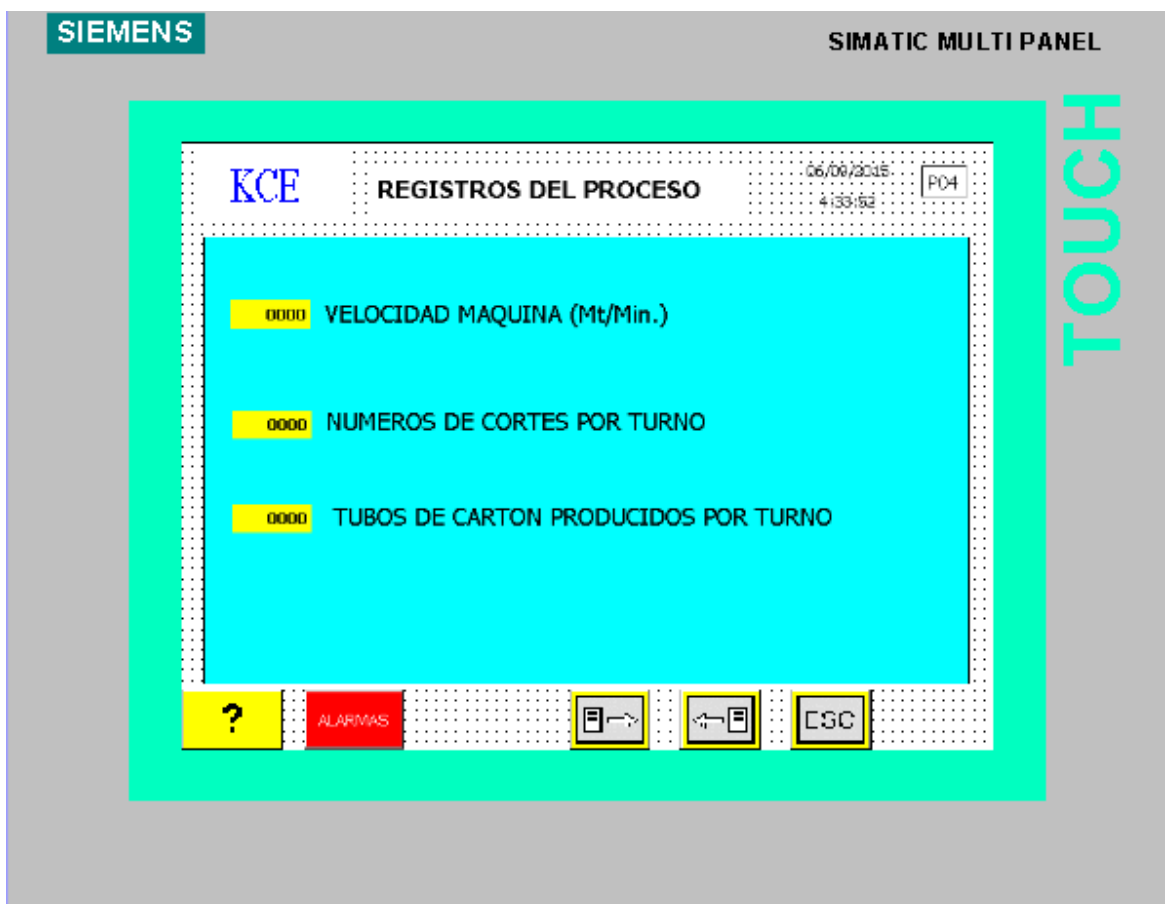 SIEMENS
SIMATIC MULTI PANEL
TOUCH
KCE
REGISTROS DEL PROCESO
06/09/2015
4:33:52
P04
0000 VELOCIDAD MAQUINA (Mt/Min.)
0000 NUMEROS DE CORTES POR TURNO
0000 TUBOS DE CARTON PRODUCIDOS POR TURNO
?
ALARMAS
ESC